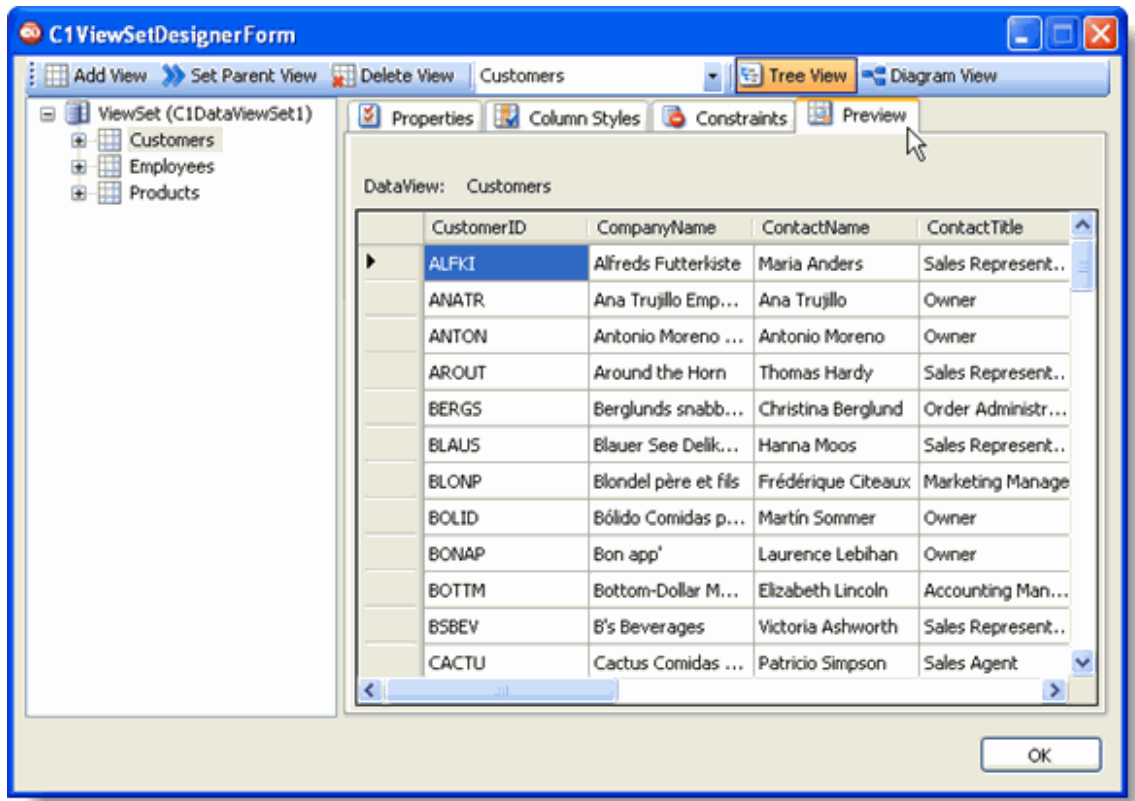 C1ViewSetDesignerForm
Add View Set Parent View Delete View Customers Tree View Diagram View
ViewSet (C1DataViewSet1)
Customers
Employees
Products
Properties Column Styles Constraints Preview
DataView: Customers
CustomerID CompanyName ContactName ContactTitle
ALFKI Alfreds Futterkiste Maria Anders Sales Represent..
ANATR Ana Trujillo Emp... Ana Trujillo Owner
ANTON Antonio Moreno ... Antonio Moreno Owner
AROUT Around the Horn Thomas Hardy Sales Represent..
BERGS Berglunds snabb... Christina Berglund Order Administr...
BLAUS Blauer See Delik... Hanna Moos Sales Represent..
BLONP Blondel père et fils Frédérique Citeaux Marketing Manage
BOLID Bólido Comidas p... Martín Sommer Owner
BONAP Bon app' Laurence Lebihan Owner
BOTTM Bottom-Dollar M... Elizabeth Lincoln Accounting Man...
BSBEV B's Beverages Victoria Ashworth Sales Represent..
CACTU Cactus Comidas ... Patricio Simpson Sales Agent
OK